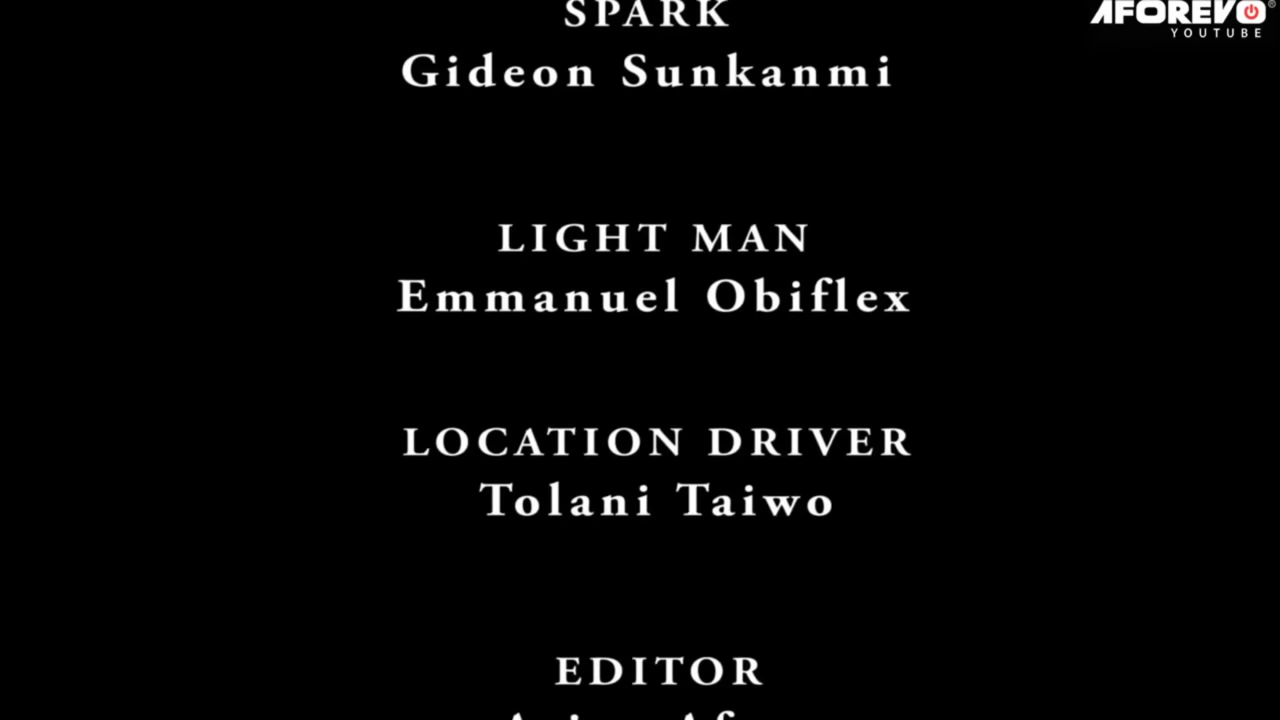 AFOREVO
YOUTUBE
SPARK
Gideon Sunkanmi
LIGHT MAN
Emmanuel Obiflex
LOCATION DRIVER
Tolani Taiwo
EDITOR